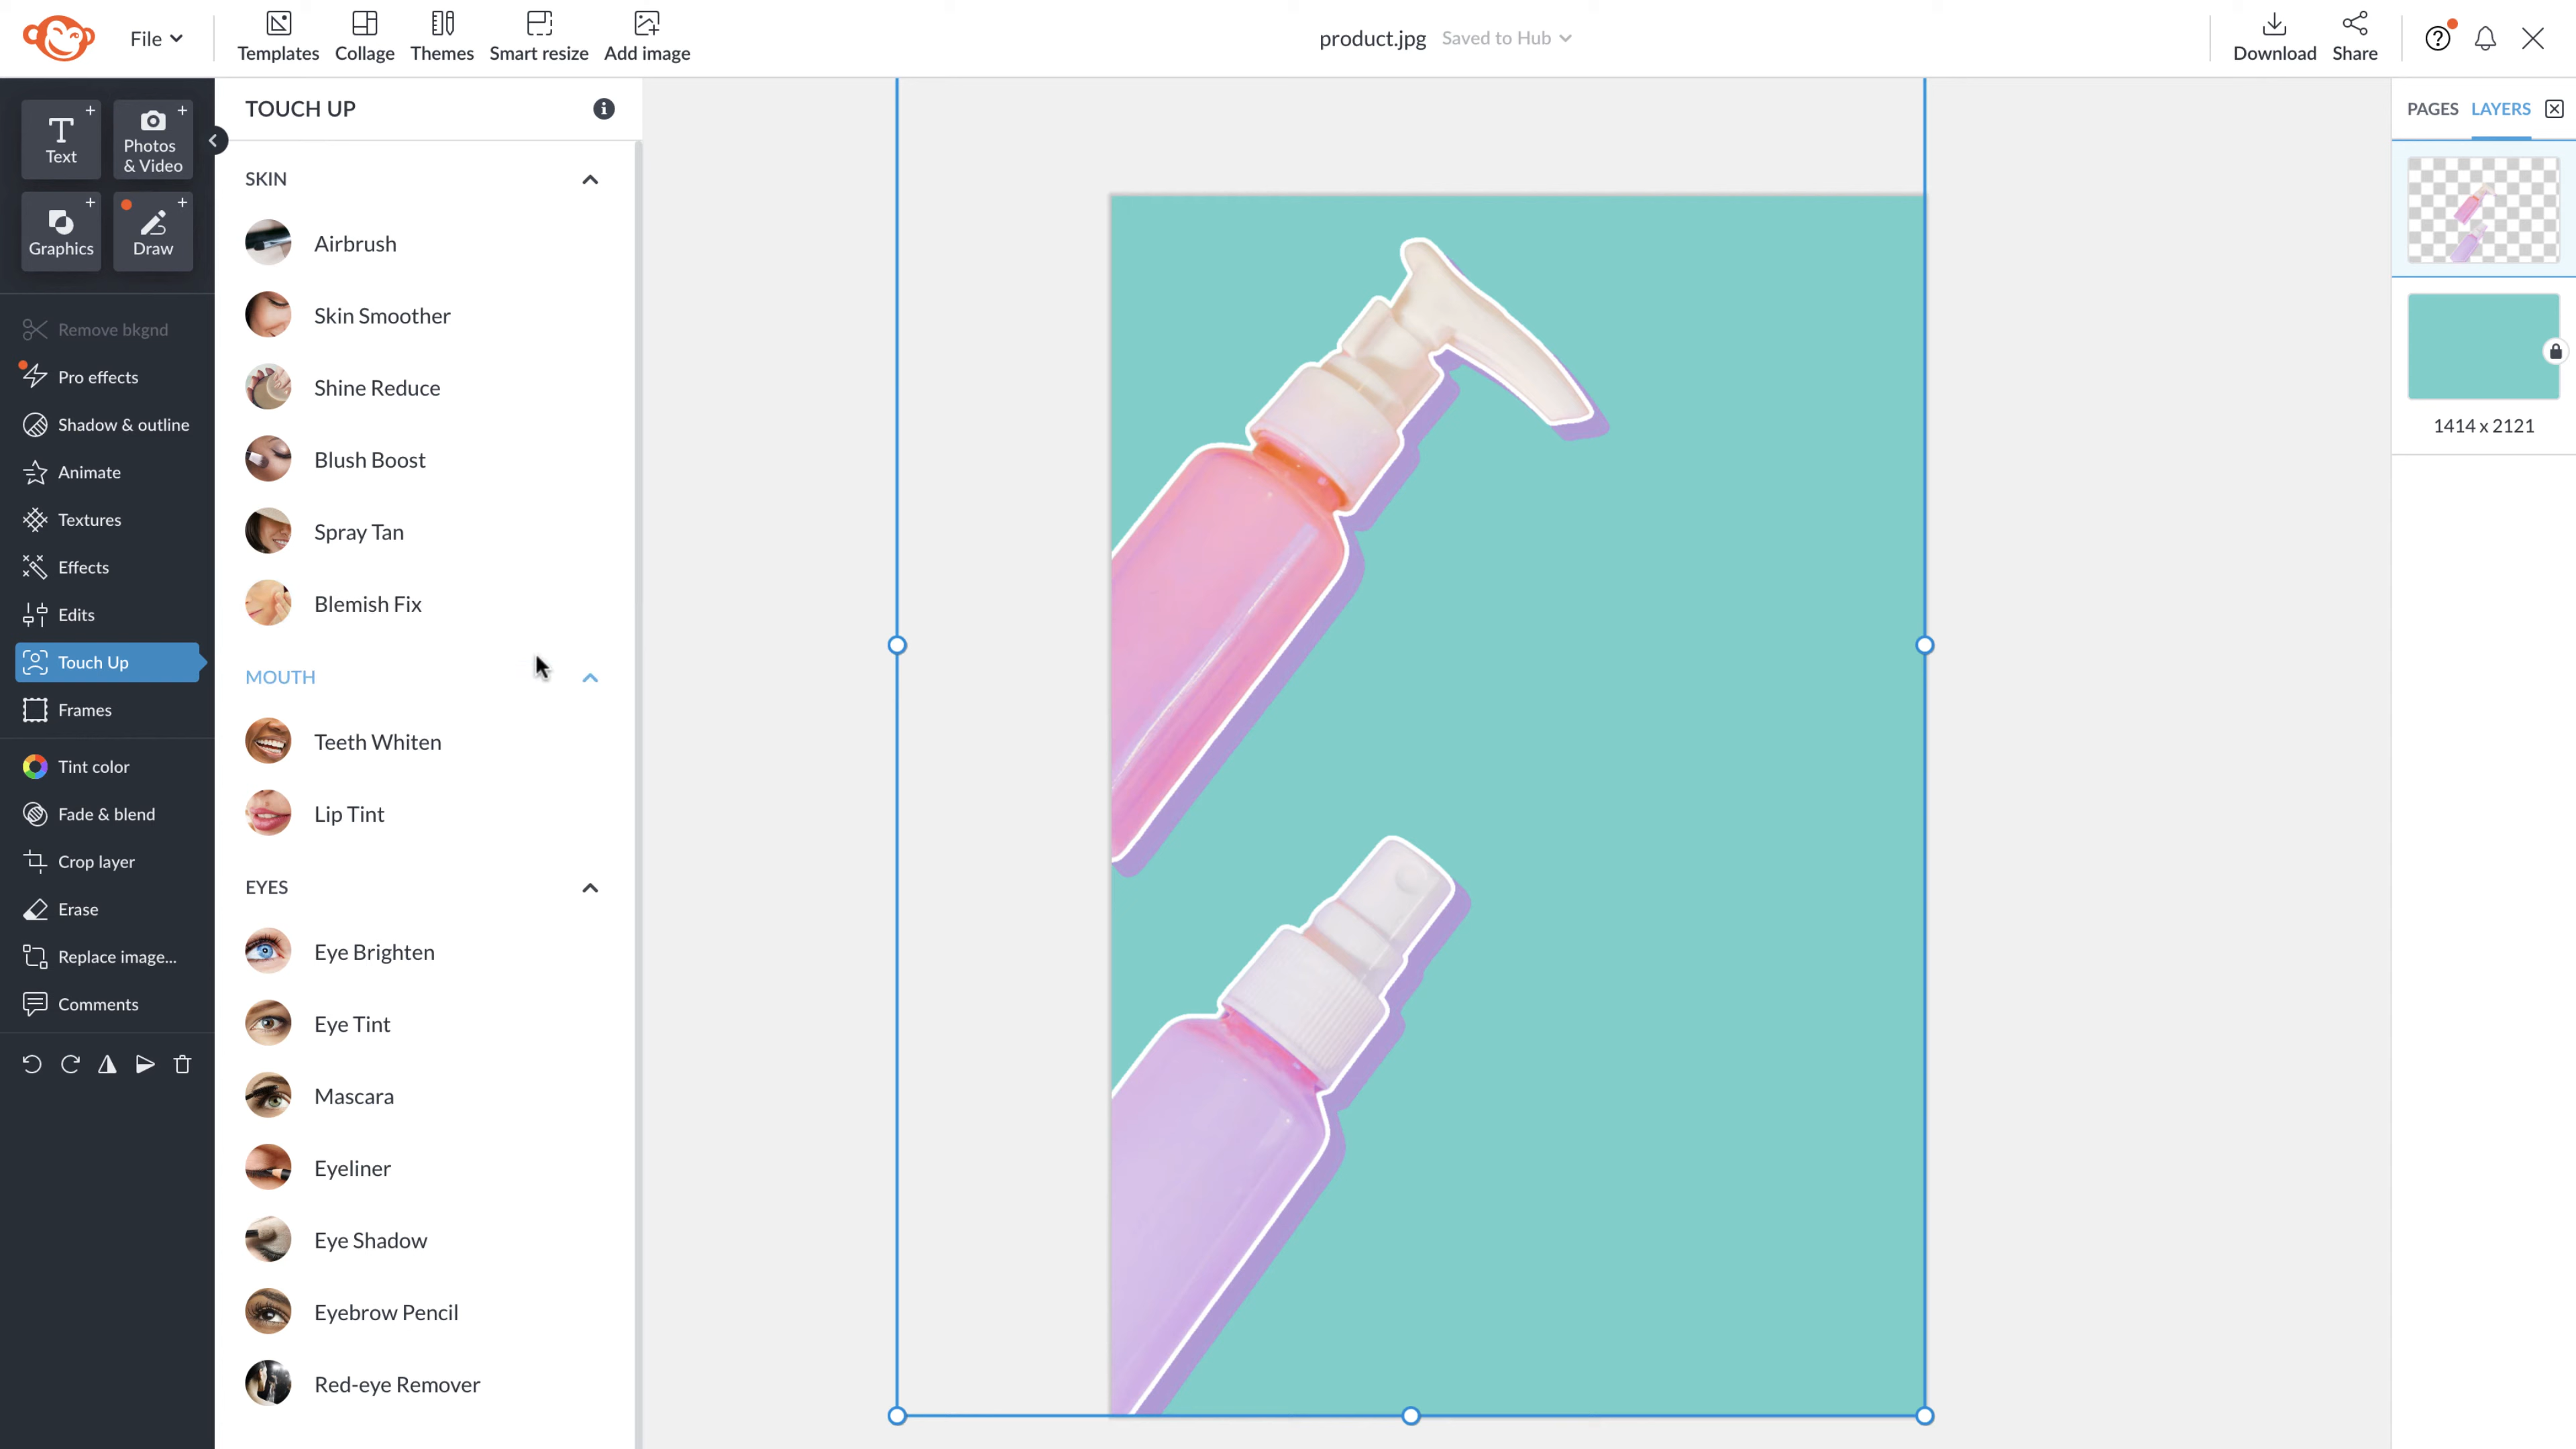 File
Templates
Collage
Themes
Smart resize
Add image
product.jpg
Saved to Hub
Download
Share
Text
Photos
& Video
Graphics
Draw
Remove bkgnd
Pro effects
Shadow & outline
Animate
Textures
Effects
Edits
Touch Up
Frames
Tint color
Fade & blend
Crop layer
Erase
Replace image...
Comments
TOUCH UP
SKIN
Airbrush
Skin Smoother
Shine Reduce
Blush Boost
Spray Tan
Blemish Fix
MOUTH
Teeth Whiten
Lip Tint
EYES
Eye Brighten
Eye Tint
Mascara
Eyeliner
Eye Shadow
Eyebrow Pencil
Red-eye Remover
PAGES
LAYERS
1414 x 2121